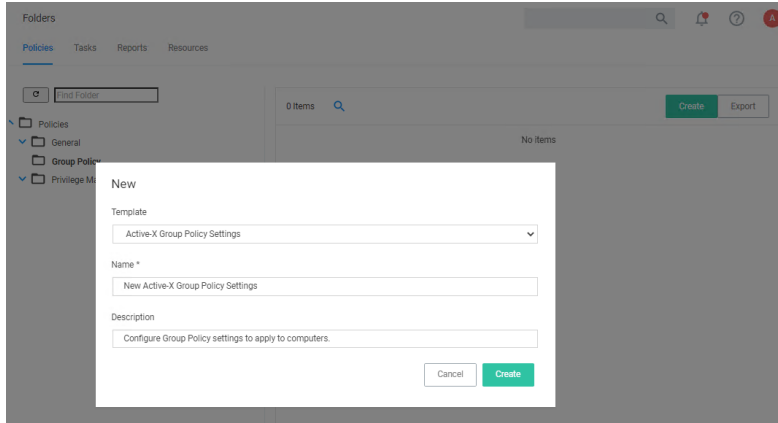 Folders
A
Policies Tasks Reports Resources
Find Folder
0 Items
Create Export
Policies
No Items
General
Group Policy
Privilege Ma
New
Template
Active-X Group Policy Settings
Name *
New Active-X Group Policy Settings
Description
Configure Group Policy settings to apply to computers.
Cancel Create